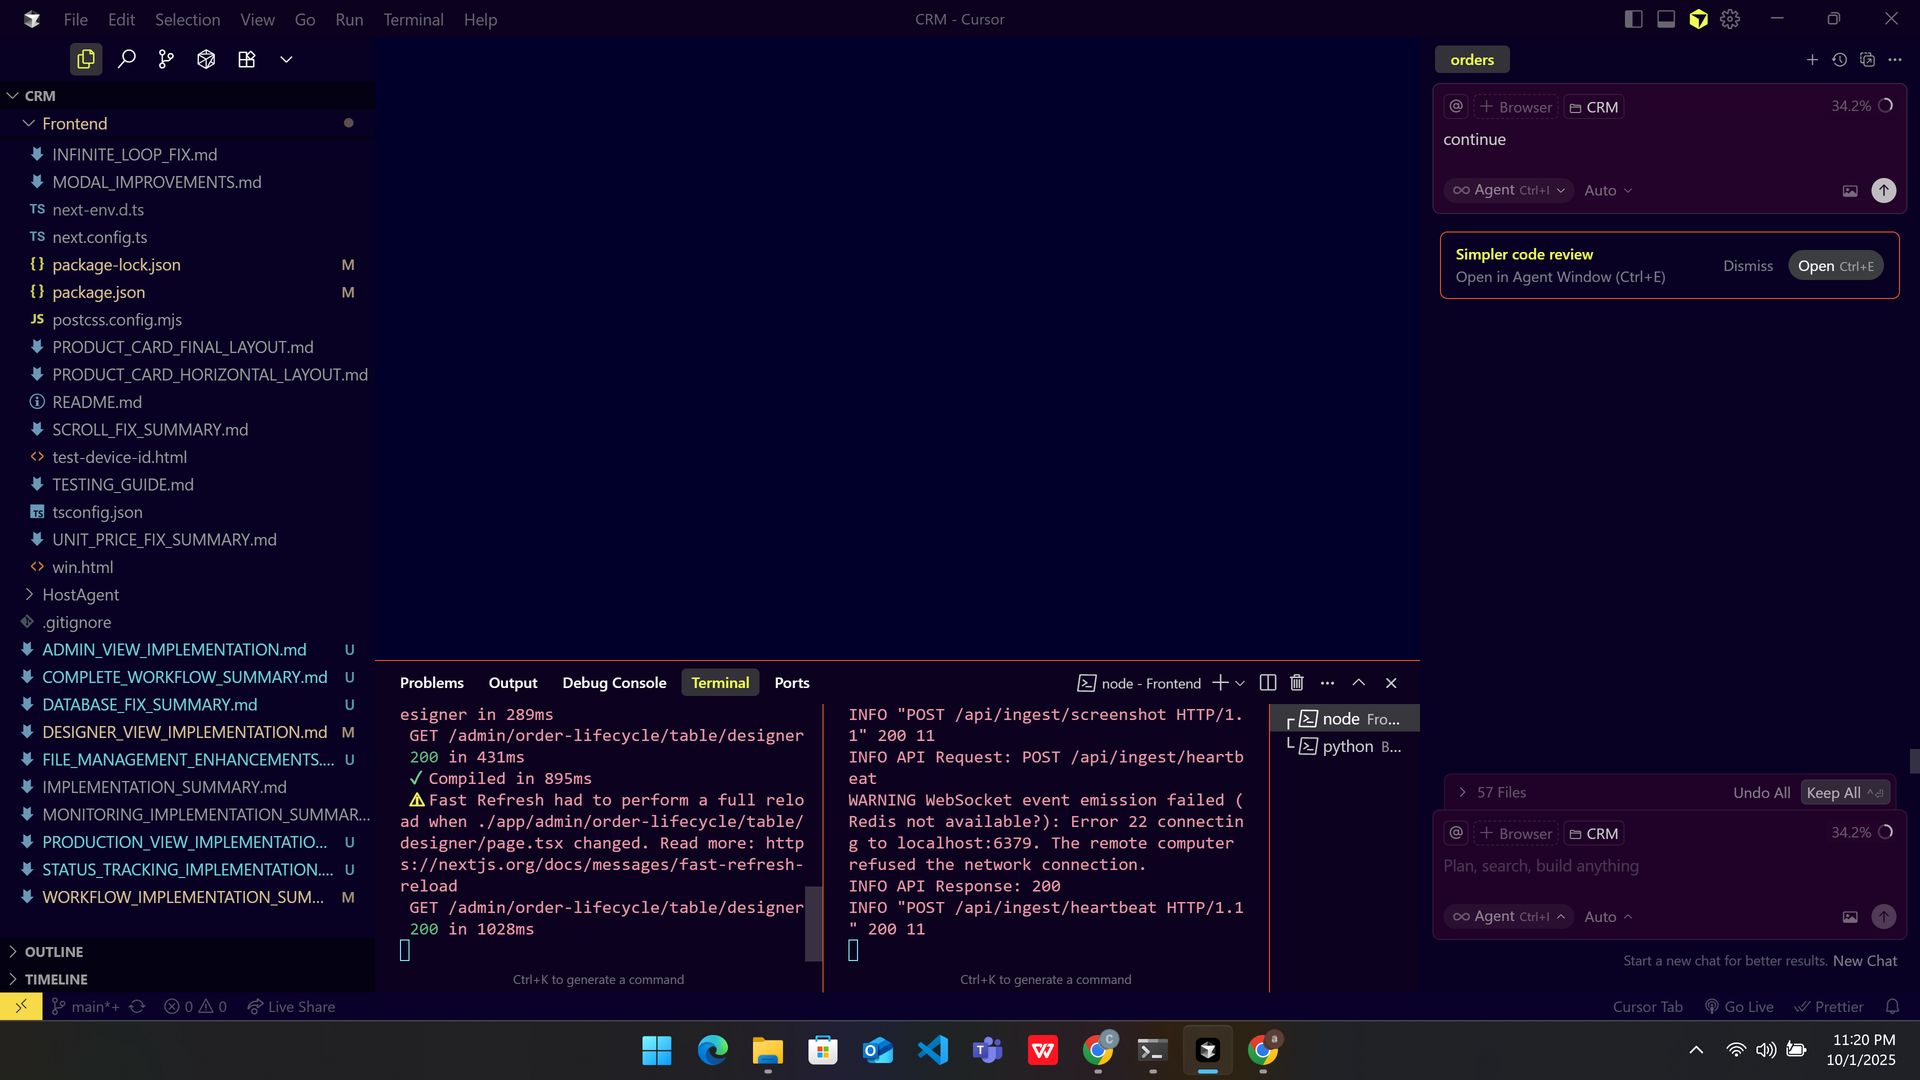 File Edit Selection View Go Run Terminal Help
CRM - Cursor
CRM
Frontend
INFINITE_LOOP_FIX.md
MODAL_IMPROVEMENTS.md
TS next-env.d.ts
TS next.config.ts
{} package-lock.json M
{} package.json M
JS postcss.config.mjs
PRODUCT_CARD_FINAL_LAYOUT.md
PRODUCT_CARD_HORIZONTAL_LAYOUT.md
README.md
SCROLL_FIX_SUMMARY.md
<> test-device-id.html
TESTING_GUIDE.md
TS tsconfig.json
UNIT_PRICE_FIX_SUMMARY.md
<> win.html
HostAgent
.gitignore
ADMIN_VIEW_IMPLEMENTATION.md U
COMPLETE_WORKFLOW_SUMMARY.md U
DATABASE_FIX_SUMMARY.md U
DESIGNER_VIEW_IMPLEMENTATION.md M
FILE_MANAGEMENT_ENHANCEMENTS.... U
IMPLEMENTATION_SUMMARY.md
MONITORING_IMPLEMENTATION_SUMMAR...
PRODUCTION_VIEW_IMPLEMENTATIO... U
STATUS_TRACKING_IMPLEMENTATION.... U
WORKFLOW_IMPLEMENTATION_SUM... M
OUTLINE
TIMELINE
Problems Output Debug Console Terminal Ports
node - Frontend
esigner in 289ms
GET /admin/order-lifecycle/table/designer
200 in 431ms
✓ Compiled in 895ms
⚠ Fast Refresh had to perform a full relo
ad when ./app/admin/order-lifecycle/table/
designer/page.tsx changed. Read more: http
s://nextjs.org/docs/messages/fast-refresh-
reload
GET /admin/order-lifecycle/table/designer
200 in 1028ms
Ctrl+K to generate a command
INFO "POST /api/ingest/screenshot HTTP/1.
1" 200 11
INFO API Request: POST /api/ingest/heartb
eat
WARNING WebSocket event emission failed (
Redis not available?): Error 22 connectin
g to localhost:6379. The remote computer
refused the network connection.
INFO API Response: 200
INFO "POST /api/ingest/heartbeat HTTP/1.1
" 200 11
Ctrl+K to generate a command
node Fro...
python B...
orders
@ + Browser CRM 34.2%
continue
∞ Agent Ctrl+I Auto
Simpler code review
Open in Agent Window (Ctrl+E)
Dismiss Open Ctrl+E
57 Files Undo All Keep All ^⏎
@ + Browser CRM 34.2%
Plan, search, build anything
∞ Agent Ctrl+I Auto
Start a new chat for better results. New Chat
main*+ 0 0 Live Share
Cursor Tab Go Live Prettier
C
a
11:20 PM
10/1/2025